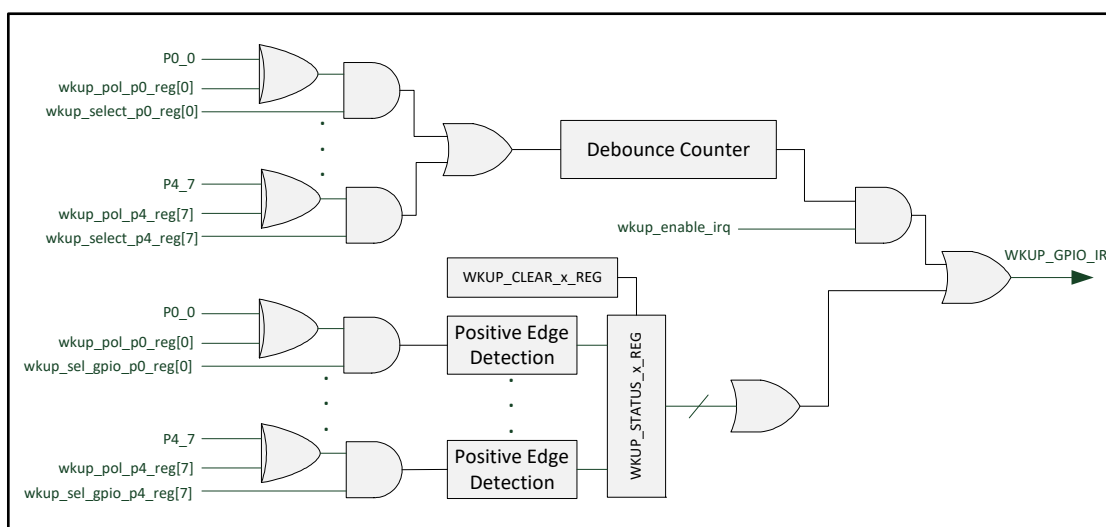 P0_0
wkup_pol_p0_reg[0]
wkup_select_p0_reg[0]
P4_7
wkup_pol_p4_reg[7]
wkup_select_p4_reg[7]
Debounce Counter
wkup_enable_irq
WKUP_GPIO_IR
WKUP_CLEAR_x_REG
P0_0
wkup_pol_p0_reg[0]
wkup_sel_gpio_p0_reg[0]
Positive Edge
Detection
WKUP_STATUS_x_REG
P4_7
wkup_pol_p4_reg[7]
wkup_sel_gpio_p4_reg[7]
Positive Edge
Detection